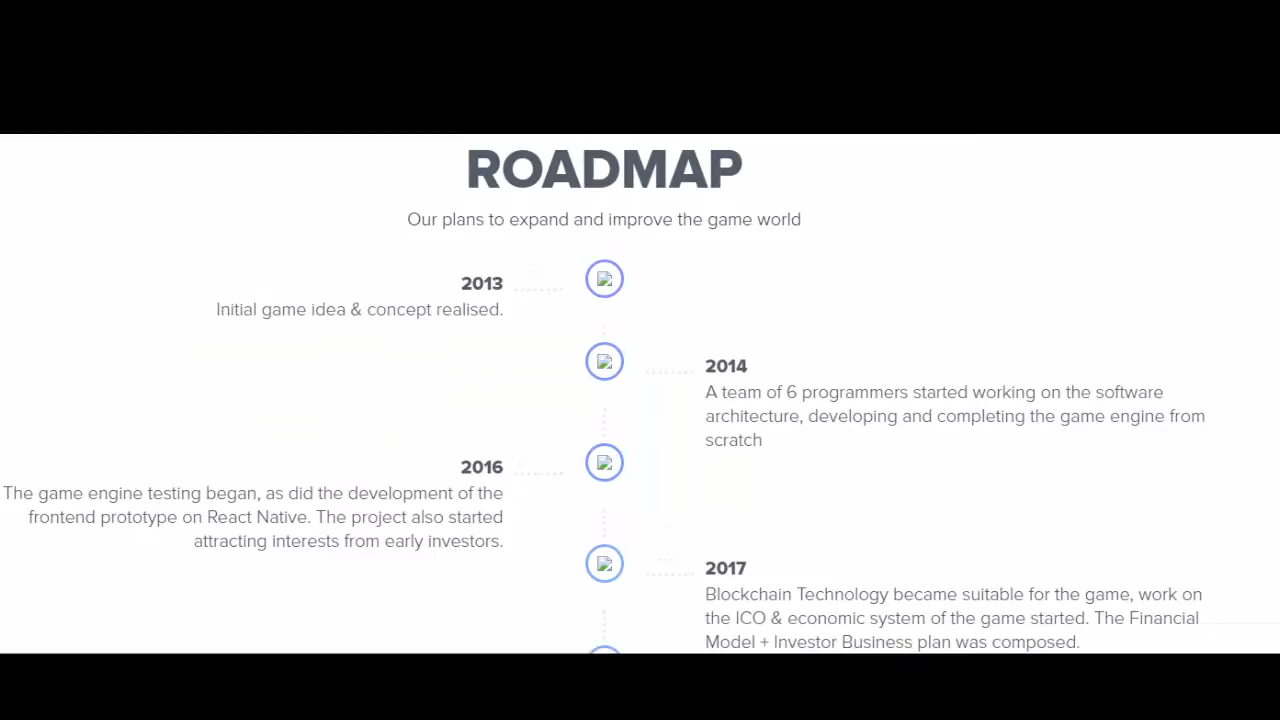 ROADMAP
Our plans to expand and improve the game world
2013
Initial game idea & concept realised.
2014
A team of 6 programmers started working on the software
architecture, developing and completing the game engine from
scratch
2016
The game engine testing began, as did the development of the
frontend prototype on React Native. The project also started
attracting interests from early investors.
2017
Blockchain Technology became suitable for the game, work on
the ICO & economic system of the game started. The Financial
Model + Investor Business plan was composed.